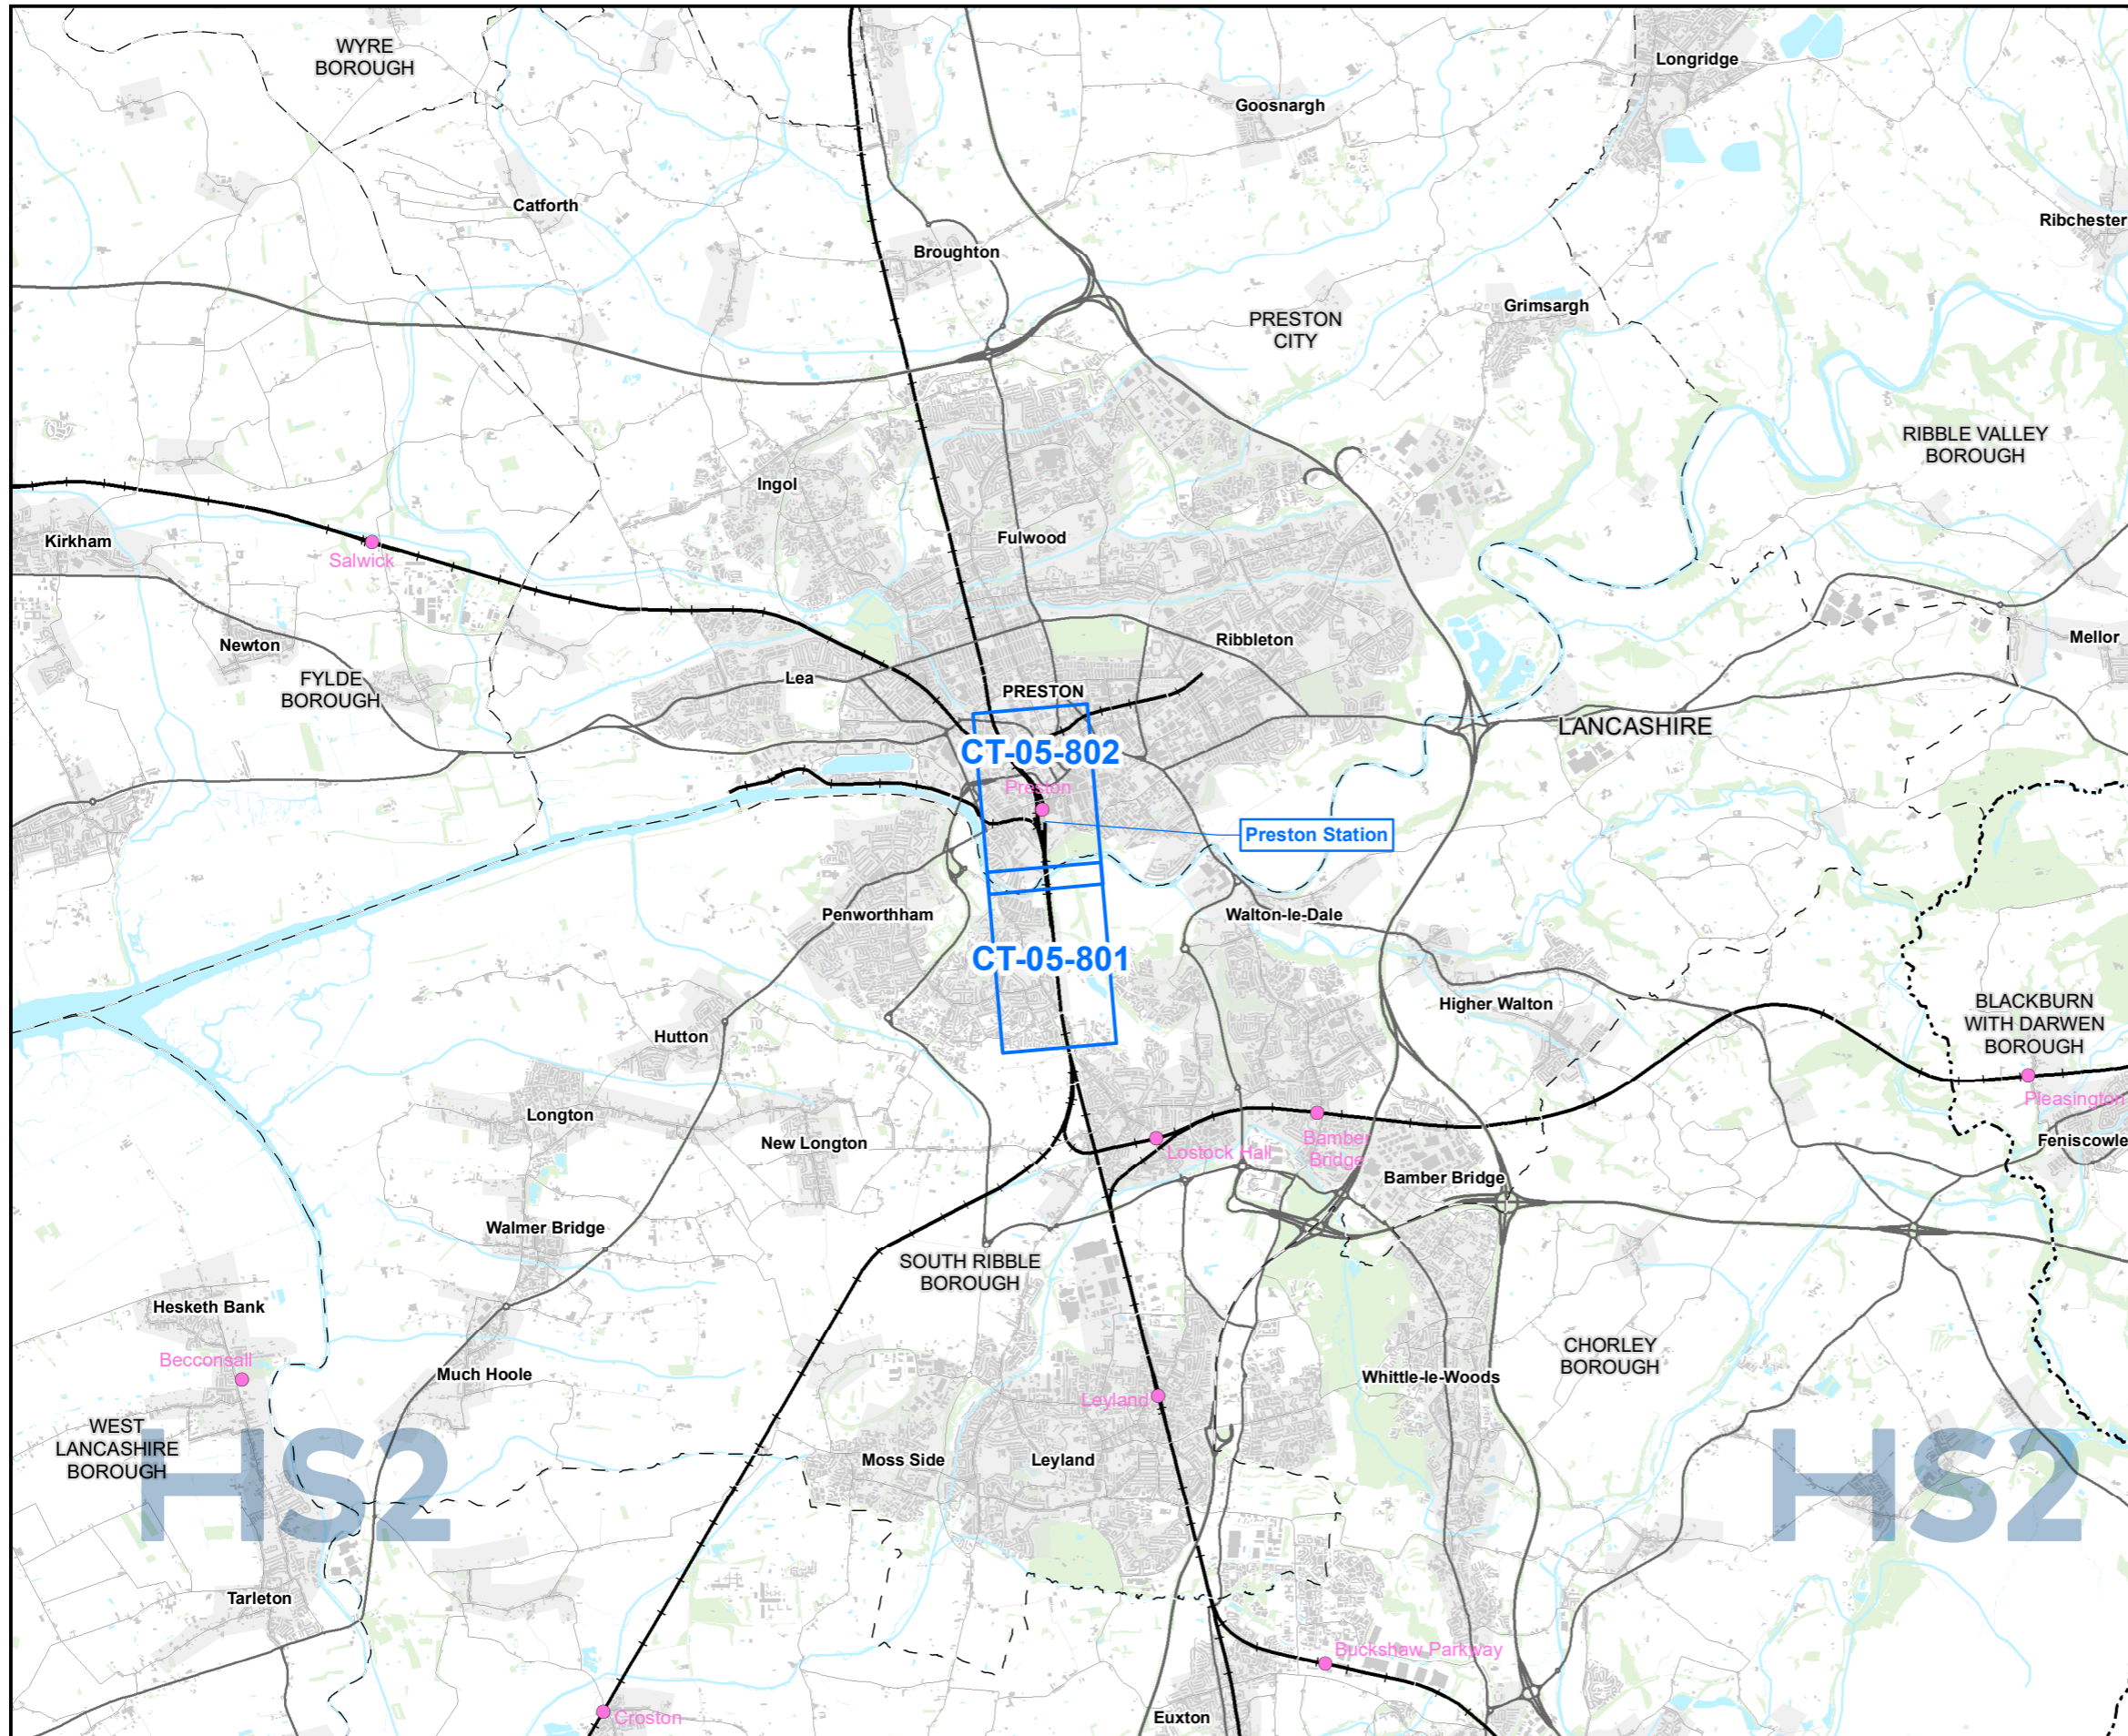 WYRE
BOROUGH
Longridge
Goosnargh
Catforth
Ribchester
Broughton
Grimsargh
PRESTON
CITY
RIBBLE VALLEY
BOROUGH
Ingol
Kirkham
Salwick
Fulwood
Newton
Ribbleton
Mellor
FYLDE
BOROUGH
Lea
PRESTON
LANCASHIRE
CT-05-802
Preston
Preston Station
Penworthham
Walton-le-Dale
CT-05-801
Higher Walton
BLACKBURN
WITH DARWEN
BOROUGH
Hutton
Pleasington
Longton
New Longton
Lostock Hall
Bamber
Bridge
Feniscowle
Bamber Bridge
Walmer Bridge
SOUTH RIBBLE
BOROUGH
Hesketh Bank
Becconsall
Much Hoole
CHORLEY
BOROUGH
Whittle-le-Woods
Leyland
WEST
LANCASHIRE
BOROUGH
HS2
HS2
Moss Side
Leyland
Tarleton
Buckshaw Parkway
Croston
Euxton